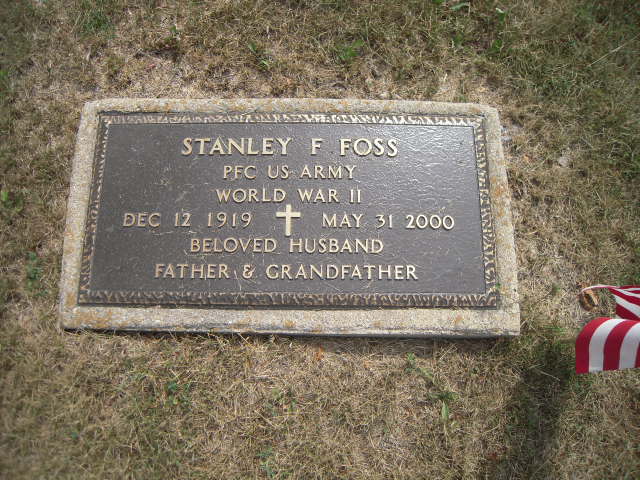 STANLEY F FOSS
PFC US ARMY
WORLD WAR II
DEC 12 1919 MAY 31 2000
BELOVED HUSBAND
FATHER & GRANDFATHER